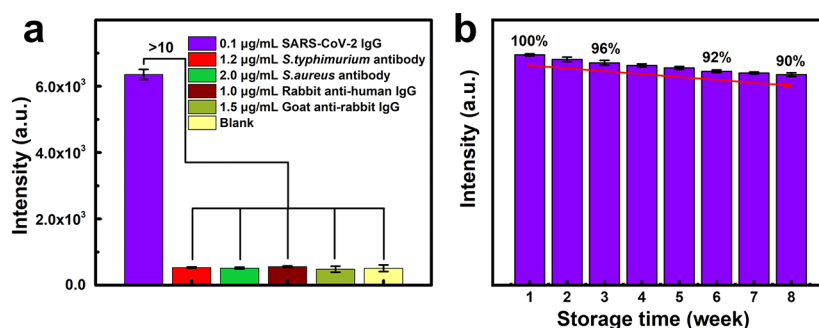 a
>10
0.1 μg/mL SARS-CoV-2 IgG
1.2 μg/mL S.typhimurium antibody
2.0 μg/mL S.aureus antibody
1.0 μg/mL Rabbit anti-human IgG
1.5 μg/mL Goat anti-rabbit IgG
Blank
Intensity (a.u.)
6.0x10³
4.0x10³
2.0x10³
0.0
b
100%
96%
92%
90%
Intensity (a.u.)
1 2 3 4 5 6 7 8
Storage time (week)